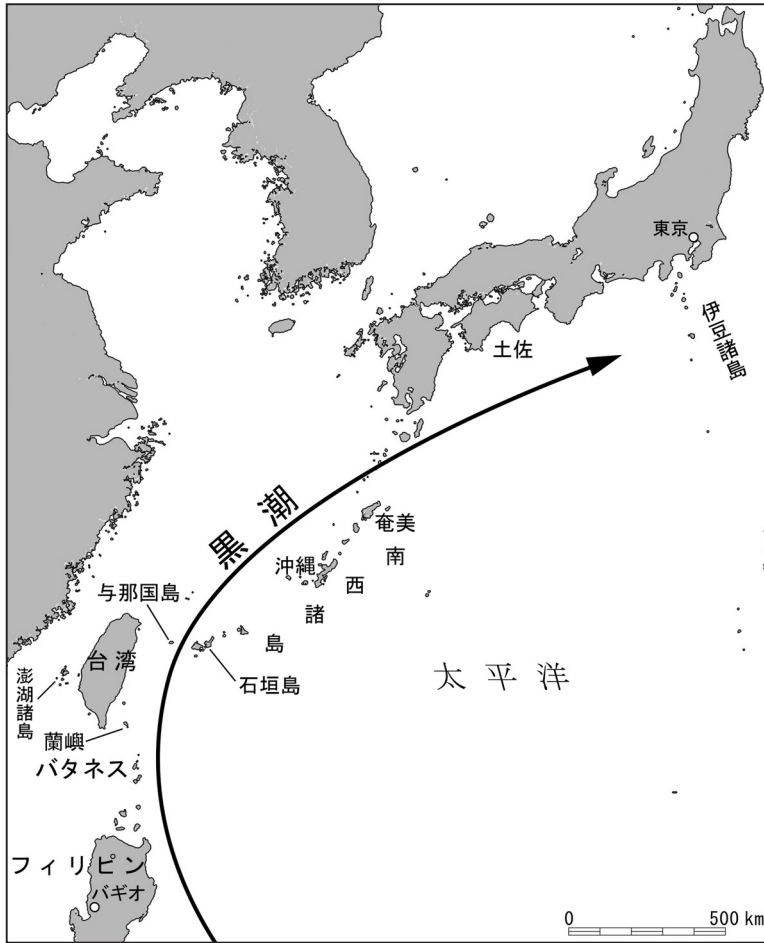 東京
伊豆諸島
土佐
黒潮
奄美
沖縄
南西諸島
与那国島
台湾
石垣島
太平洋
澎湖諸島
蘭嶼
バタネス
フィリピン
バギオ
0 500 km